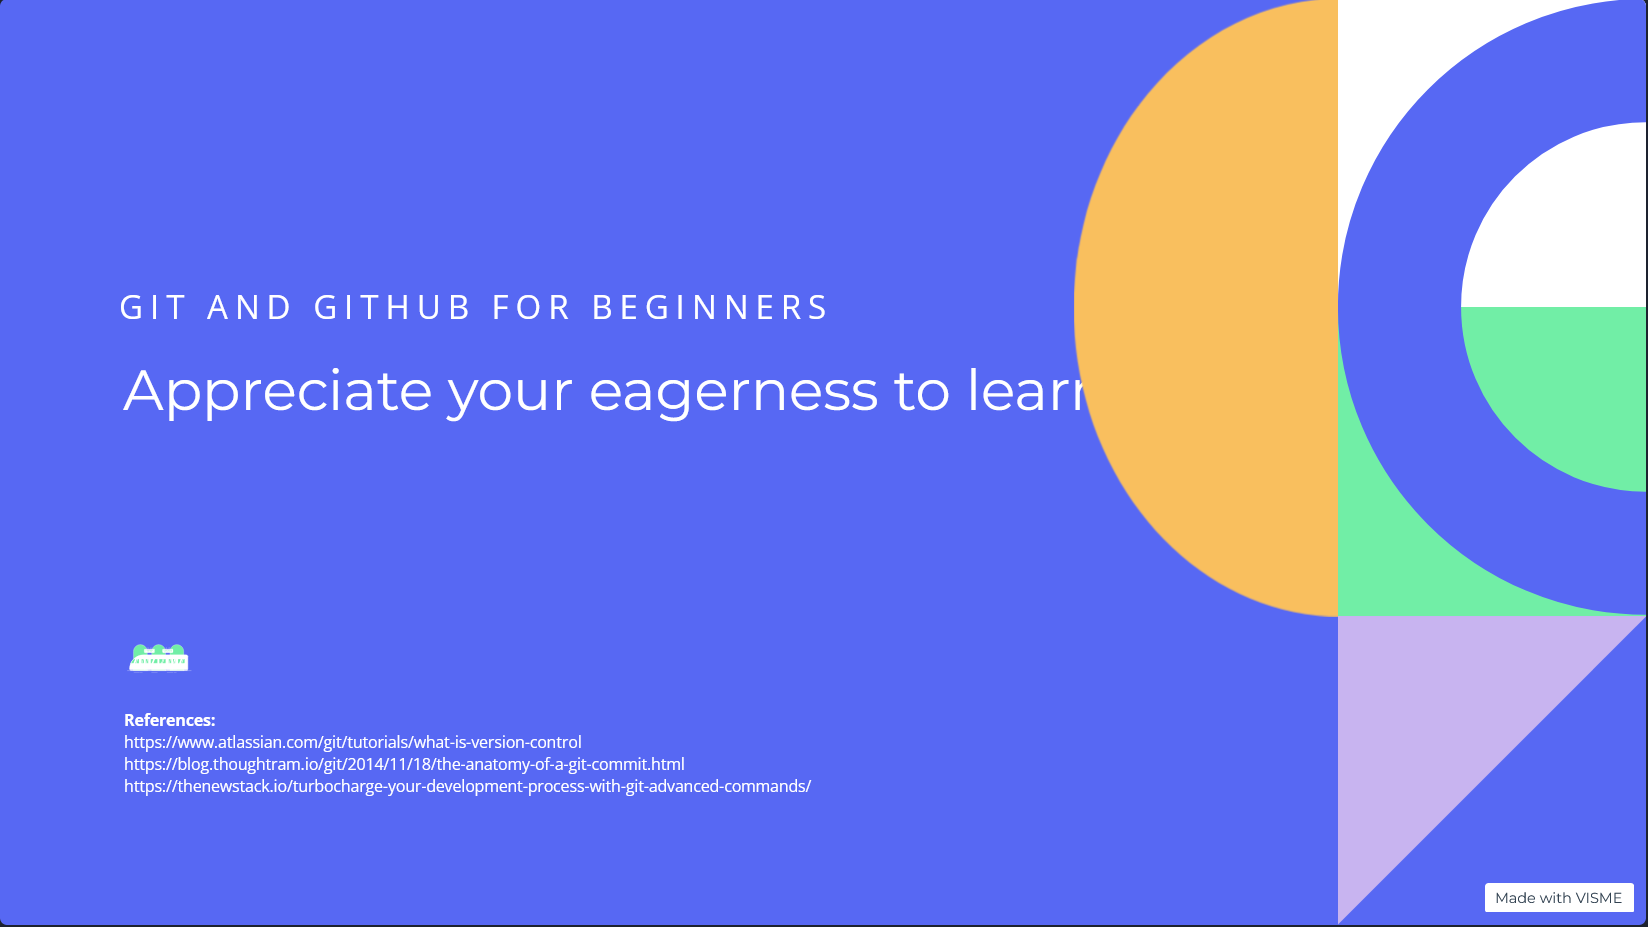 GIT AND GITHUB FOR BEGINNERS
Appreciate your eagerness to learn
References:
https://www.atlassian.com/git/tutorials/what-is-version-control
https://blog.thoughtram.io/git/2014/11/18/the-anatomy-of-a-git-commit.html
https://thenewstack.io/turbocharge-your-development-process-with-git-advanced-commands/
Made with VISME